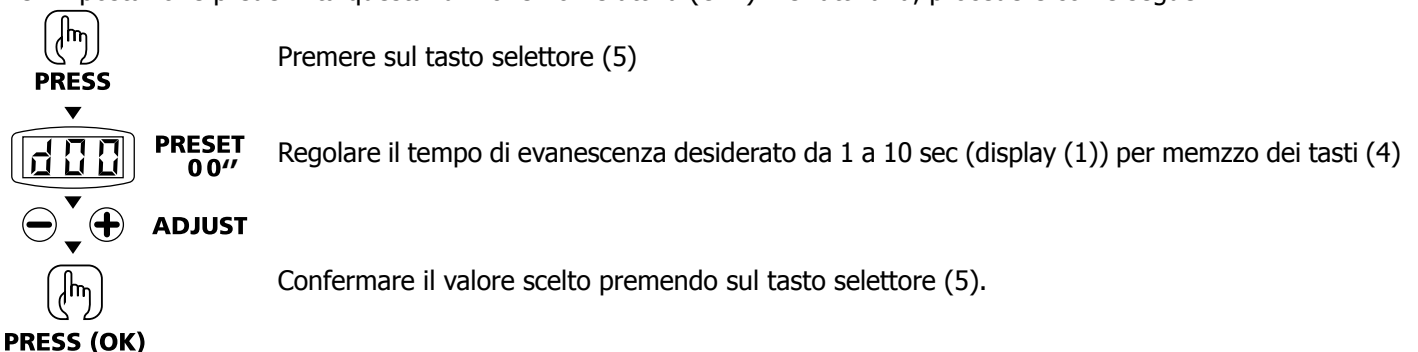 PRESS
Premere sul tasto selettore (5)
d00
PRESET
00″
Regolare il tempo di evanescenza desiderato da 1 a 10 sec (display (1)) per memzzo dei tasti (4)
ADJUST
Confermare il valore scelto premendo sul tasto selettore (5).
PRESS (OK)